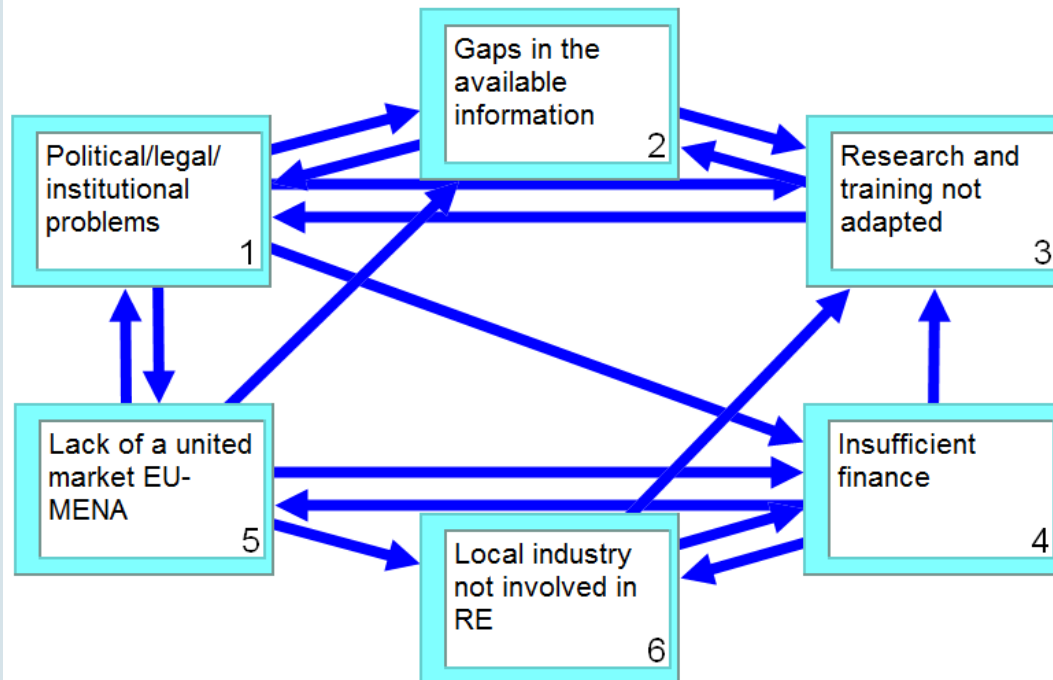 Gaps in the
available
information
2
Political/legal/
institutional
problems
1
Research and
training not
adapted
3
Lack of a united
market EU-
MENA
5
Insufficient
finance
4
Local industry
not involved in
RE
6